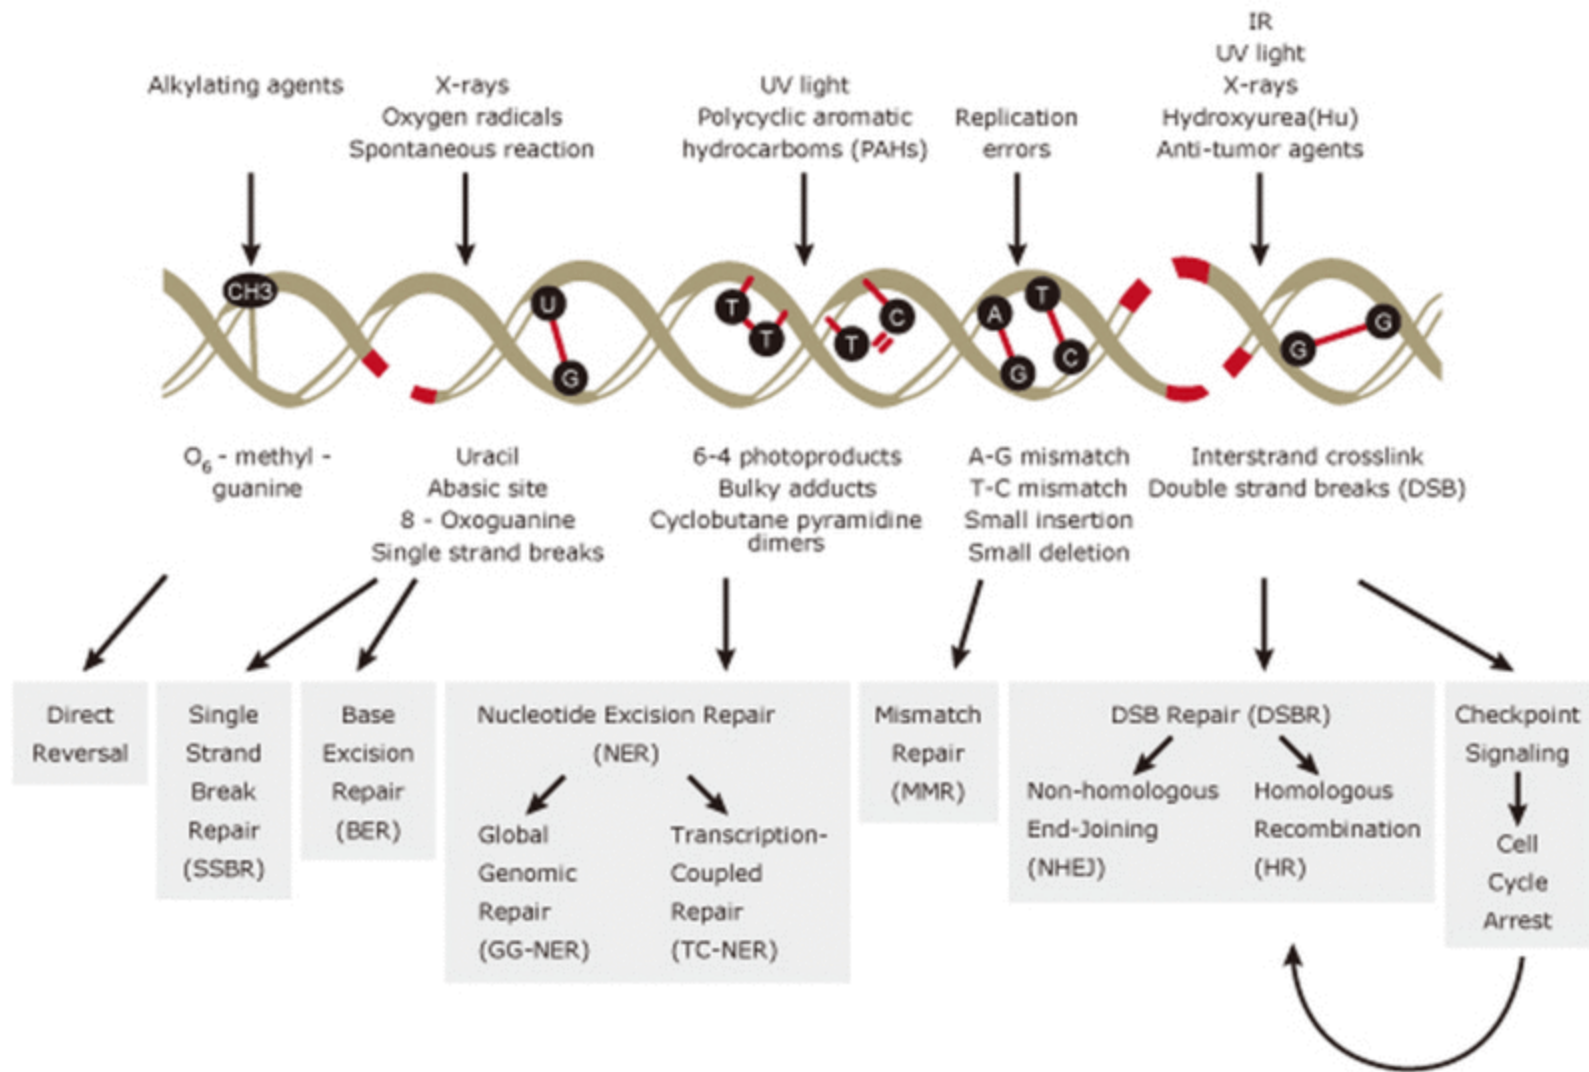 Alkylating agents
X-rays
Oxygen radicals
Spontaneous reaction
UV light
Polycyclic aromatic
hydrocarboms (PAHs)
Replication
errors
IR
UV light
X-rays
Hydroxyurea(Hu)
Anti-tumor agents
CH3
U
G
T
T
T
C
A
G
T
C
G
G
O6 - methyl -
guanine
Uracil
Abasic site
8 - Oxoguanine
Single strand breaks
6-4 photoproducts
Bulky adducts
Cyclobutane pyramidine
dimers
A-G mismatch
T-C mismatch
Small insertion
Small deletion
Interstrand crosslink
Double strand breaks (DSB)
Direct
Reversal
Single
Strand
Break
Repair
(SSBR)
Base
Excision
Repair
(BER)
Nucleotide Excision Repair
(NER)
Global
Genomic
Repair
(GG-NER)
Transcription-
Coupled
Repair
(TC-NER)
Mismatch
Repair
(MMR)
DSB Repair (DSBR)
Non-homologous
End-Joining
(NHEJ)
Homologous
Recombination
(HR)
Checkpoint
Signaling
Cell
Cycle
Arrest